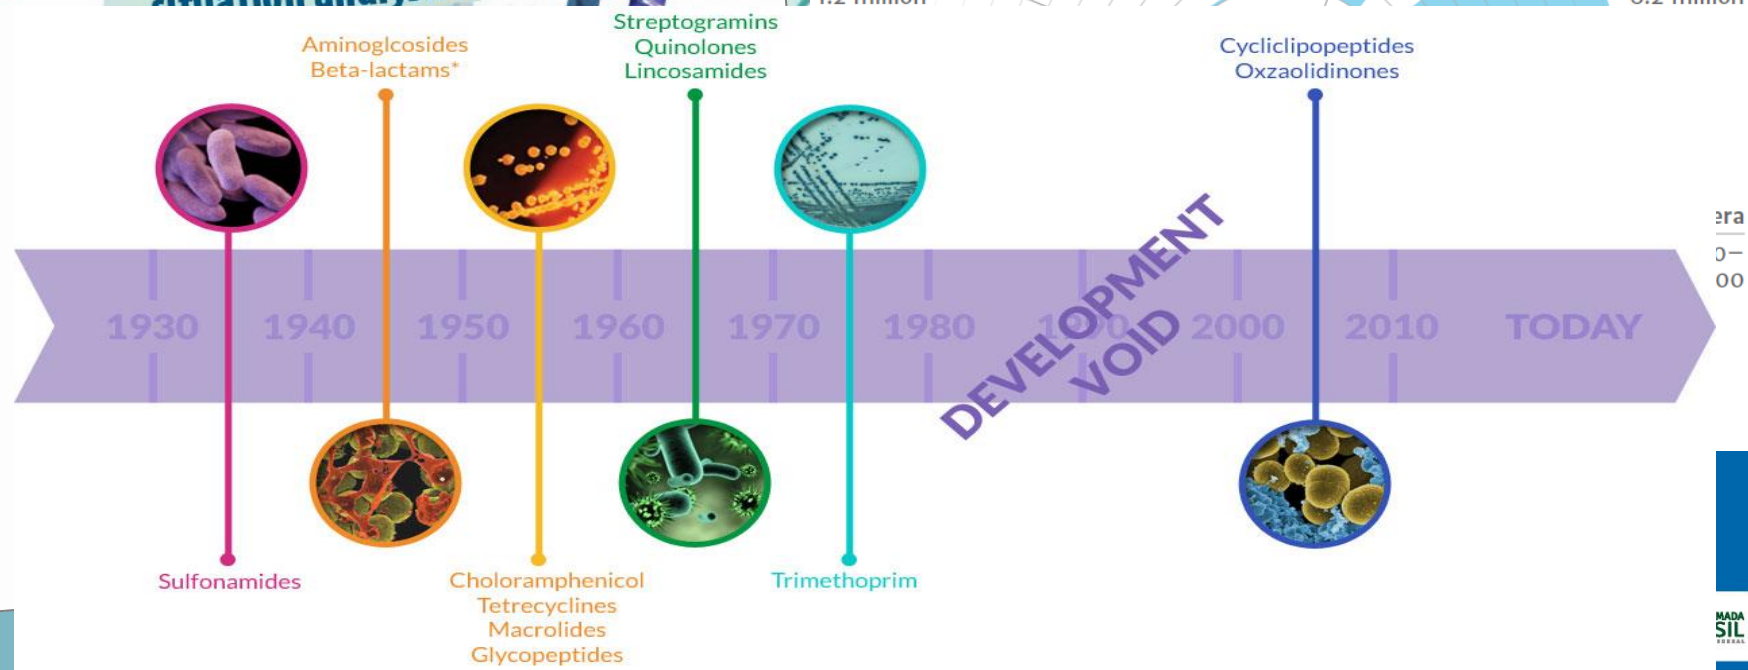 Streptogramins
Quinolones
Lincosamides
Aminoglcosides
Beta-lactams*
Cycliclipopeptides
Oxzaolidinones
1930
1940
1950
1960
1970
1980
1990
2000
2010
TODAY
DEVELOPMENT
VOID
Sulfonamides
Choloramphenicol
Tetrecyclines
Macrolides
Glycopeptides
Trimethoprim